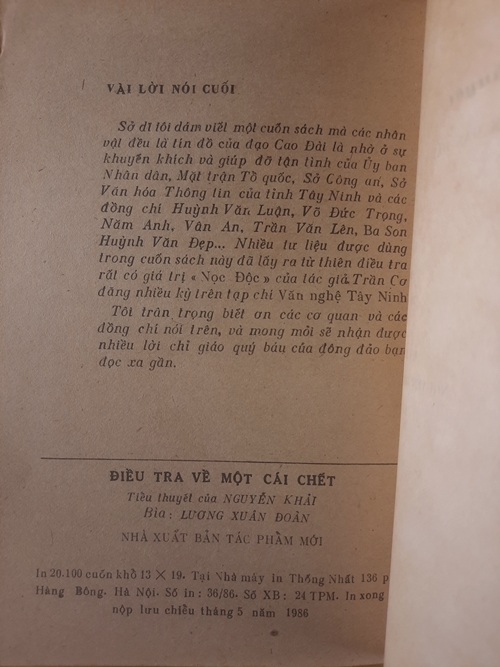 VÀI LỜI NÓI CUỐI
Sở dĩ tôi dám viết một cuốn sách mà các nhân
vật đều là tín đồ của đạo Cao Đài là nhờ ở sự
khuyến khích và giúp đỡ tận tình của Ủy ban
Nhân dân, Mặt trận Tổ quốc, Sở Công an, Sở
Văn hóa Thông tin của tỉnh Tây Ninh và các
đồng chí Huỳnh Văn Luận, Võ Đức Trọng,
Năm Anh, Vân An, Trần Văn Lên, Ba Son
Huỳnh Văn Đẹp... Nhiều tư liệu được dùng
trong cuốn sách này đã lấy ra từ thiên điều tra
rất có giá trị « Nọc Độc » của tác giả Trần Cơ
đăng nhiều kỳ trên tạp chí Văn nghệ Tây Ninh
Tôi trân trọng biết ơn các cơ quan và các
đồng chí nói trên, và mong mỏi sẽ nhận được
nhiều lời chỉ giáo quý báu của đông đảo bạn
đọc xa gần.
ĐIỀU TRA VỀ MỘT CÁI CHẾT
Tiểu thuyết của NGUYỄN KHẢI
Bìa: LƯƠNG XUÂN ĐOÀN
NHÀ XUẤT BẢN TÁC PHẨM MỚI
In 20.100 cuốn khổ 13 × 19. Tại Nhà máy In Thống Nhất 136 p
Hàng Bông. Hà Nội. Số in: 36/86. Số XB: 24 TPM. In xong
nộp lưu chiểu tháng 5 năm 1986